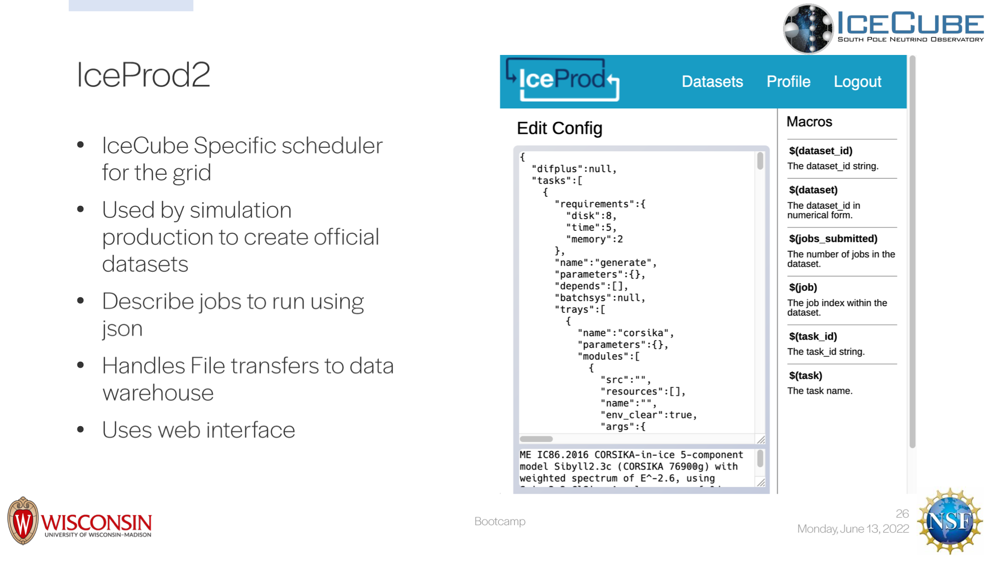 ICECUBE
SOUTH POLE NEUTRINO OBSERVATORY
IceProd2
• IceCube Specific scheduler
for the grid
• Used by simulation
production to create official
datasets
• Describe jobs to run using
json
• Handles File transfers to data
warehouse
• Uses web interface
IceProd
Datasets Profile Logout
Edit Config
{
"difplus":null,
"tasks":[
{
"requirements":{
"disk":8,
"time":5,
"memory":2
},
"name":"generate",
"parameters":{},
"depends":[],
"batchsys":null,
"trays":[
{
"name":"corsika",
"parameters":{},
"modules":[
{
"src":"",
"resources":[],
"name":"",
"env_clear":true,
"args":{
ME IC86.2016 CORSIKA-in-ice 5-component
model Sibyll2.3c (CORSIKA 76900g) with
weighted spectrum of E^-2.6, using
Macros
$(dataset_id)
The dataset_id string.
$(dataset)
The dataset_id in
numerical form.
$(jobs_submitted)
The number of jobs in the
dataset.
$(job)
The job index within the
dataset.
$(task_id)
The task_id string.
$(task)
The task name.
W
WISCONSIN
UNIVERSITY OF WISCONSIN–MADISON
Bootcamp
26
Monday, June 13, 2022
NSF